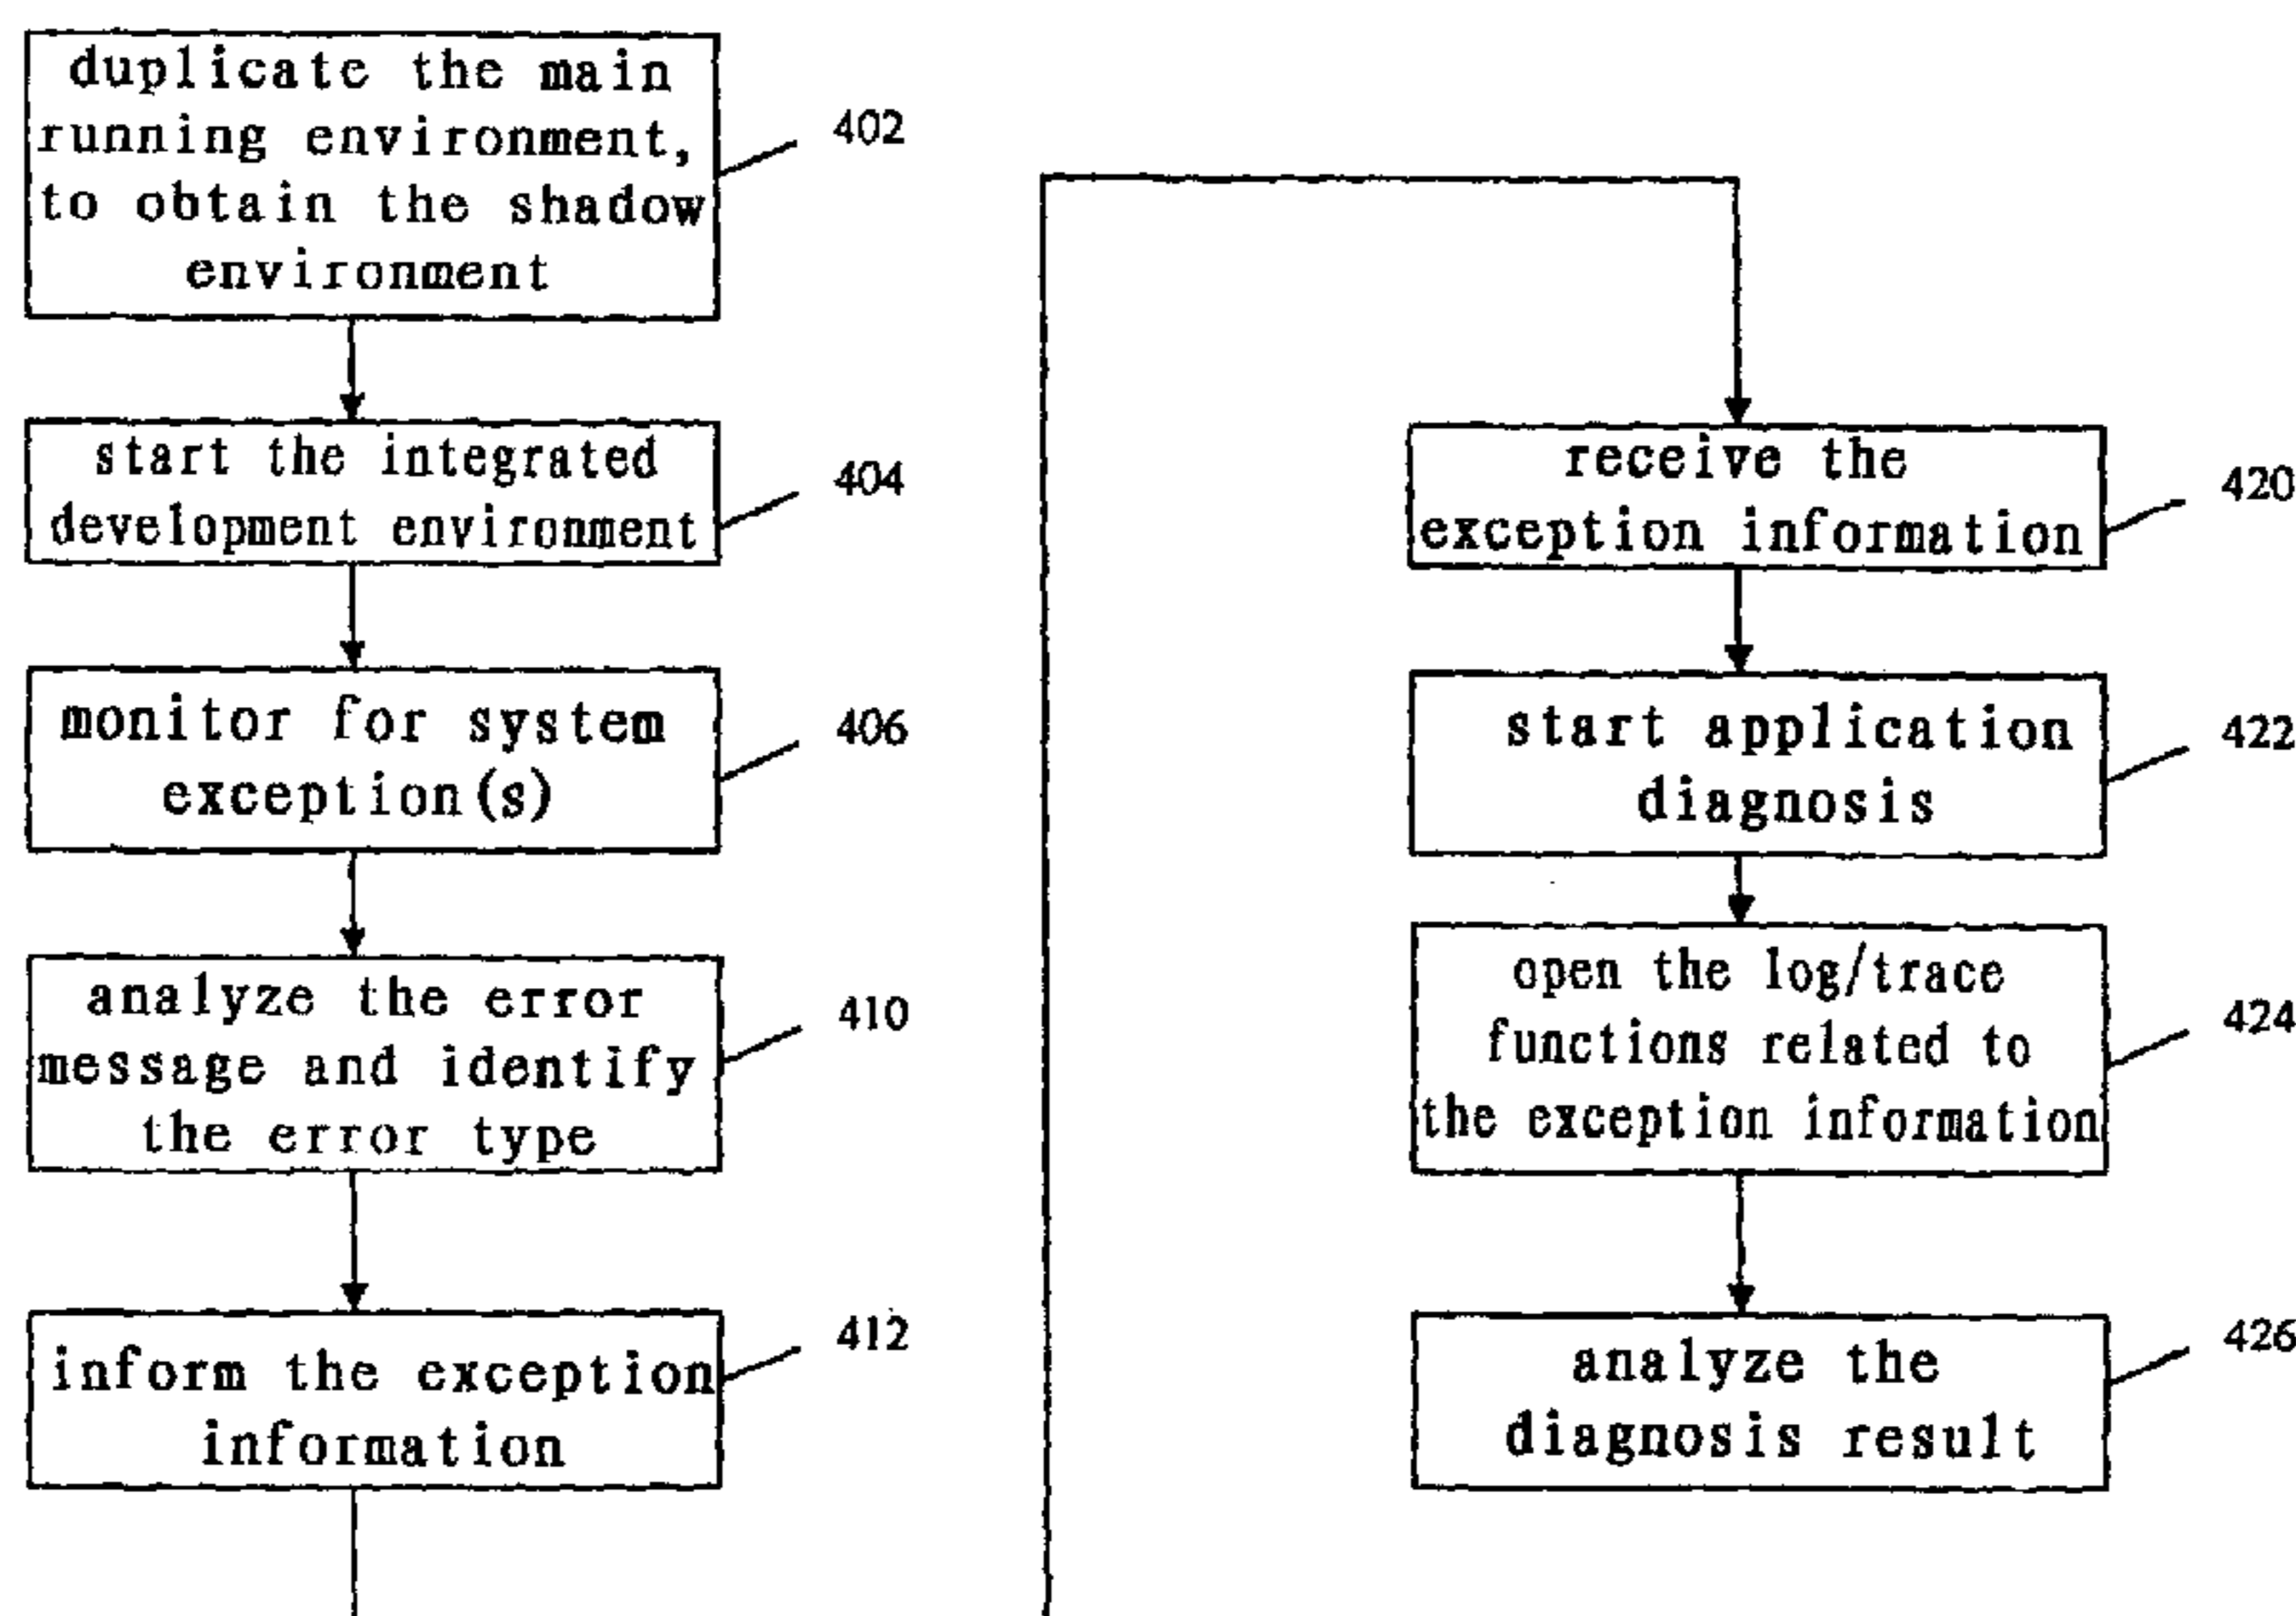 duplicate the main
running environment,
to obtain the shadow
environment
402
start the integrated
development environment
404
monitor for system
exception(s)
406
analyze the error
message and identify
the error type
410
inform the exception
information
412
receive the
exception information
420
start application
diagnosis
422
open the log/trace
functions related to
the exception information
424
analyze the
diagnosis result
426